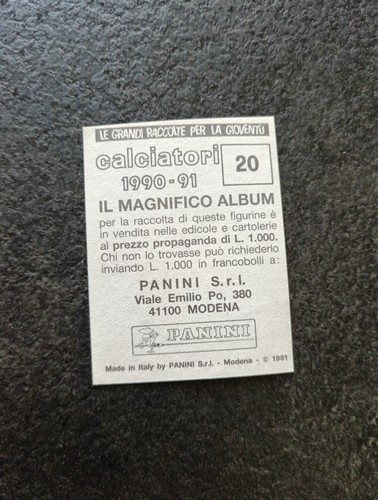 LE GRANDI RACCOLTE PER LA GIOVENTÙ
calciatori
1990-91
20
IL MAGNIFICO ALBUM
per la raccolta di queste figurine è
in vendita nelle edicole e cartolerie
al prezzo propaganda di L. 1.000.
Chi non lo trovasse può richiederlo
inviando L. 1.000 in francobolli a:
PANINI S.r.l.
Viale Emilio Po, 380
41100 MODENA
PANINI
Made in Italy by PANINI S.r.l. - Modena - © 1991